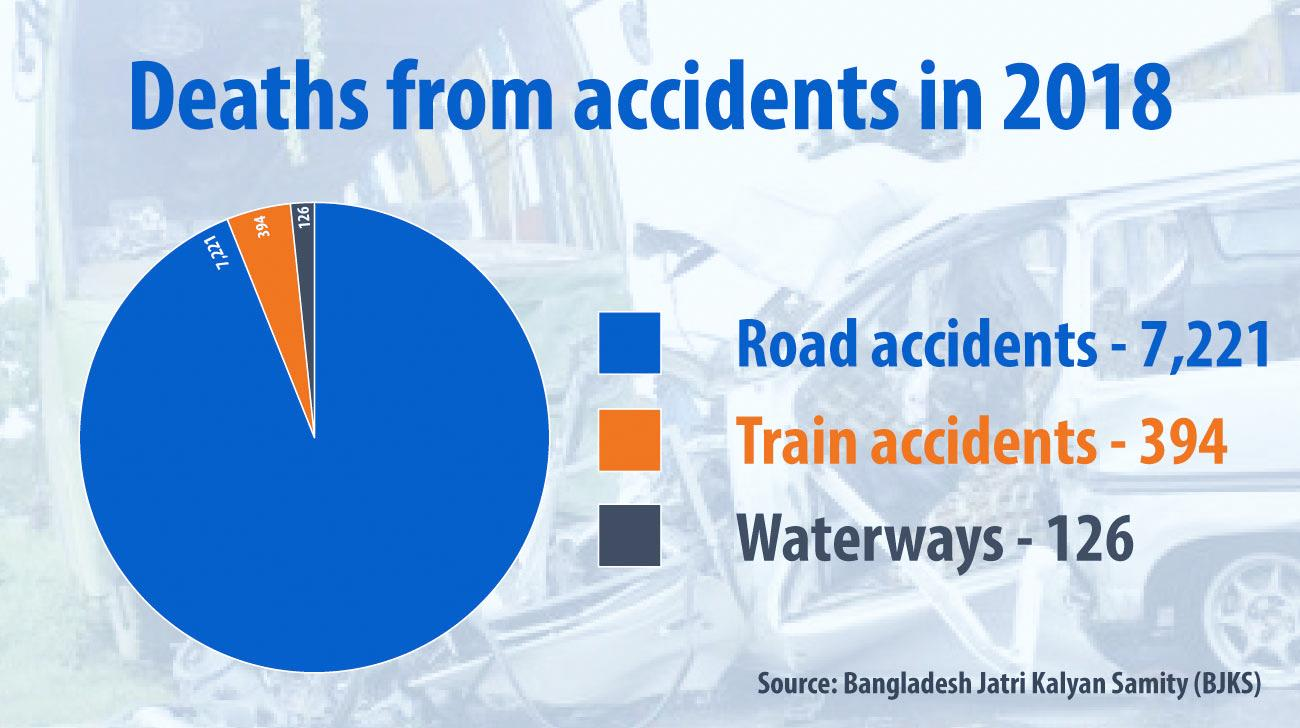 Deaths from accidents in 2018
7,221
394
126
Road accidents - 7,221
Train accidents - 394
Waterways - 126
Source: Bangladesh Jatri Kalyan Samity (BJKS)